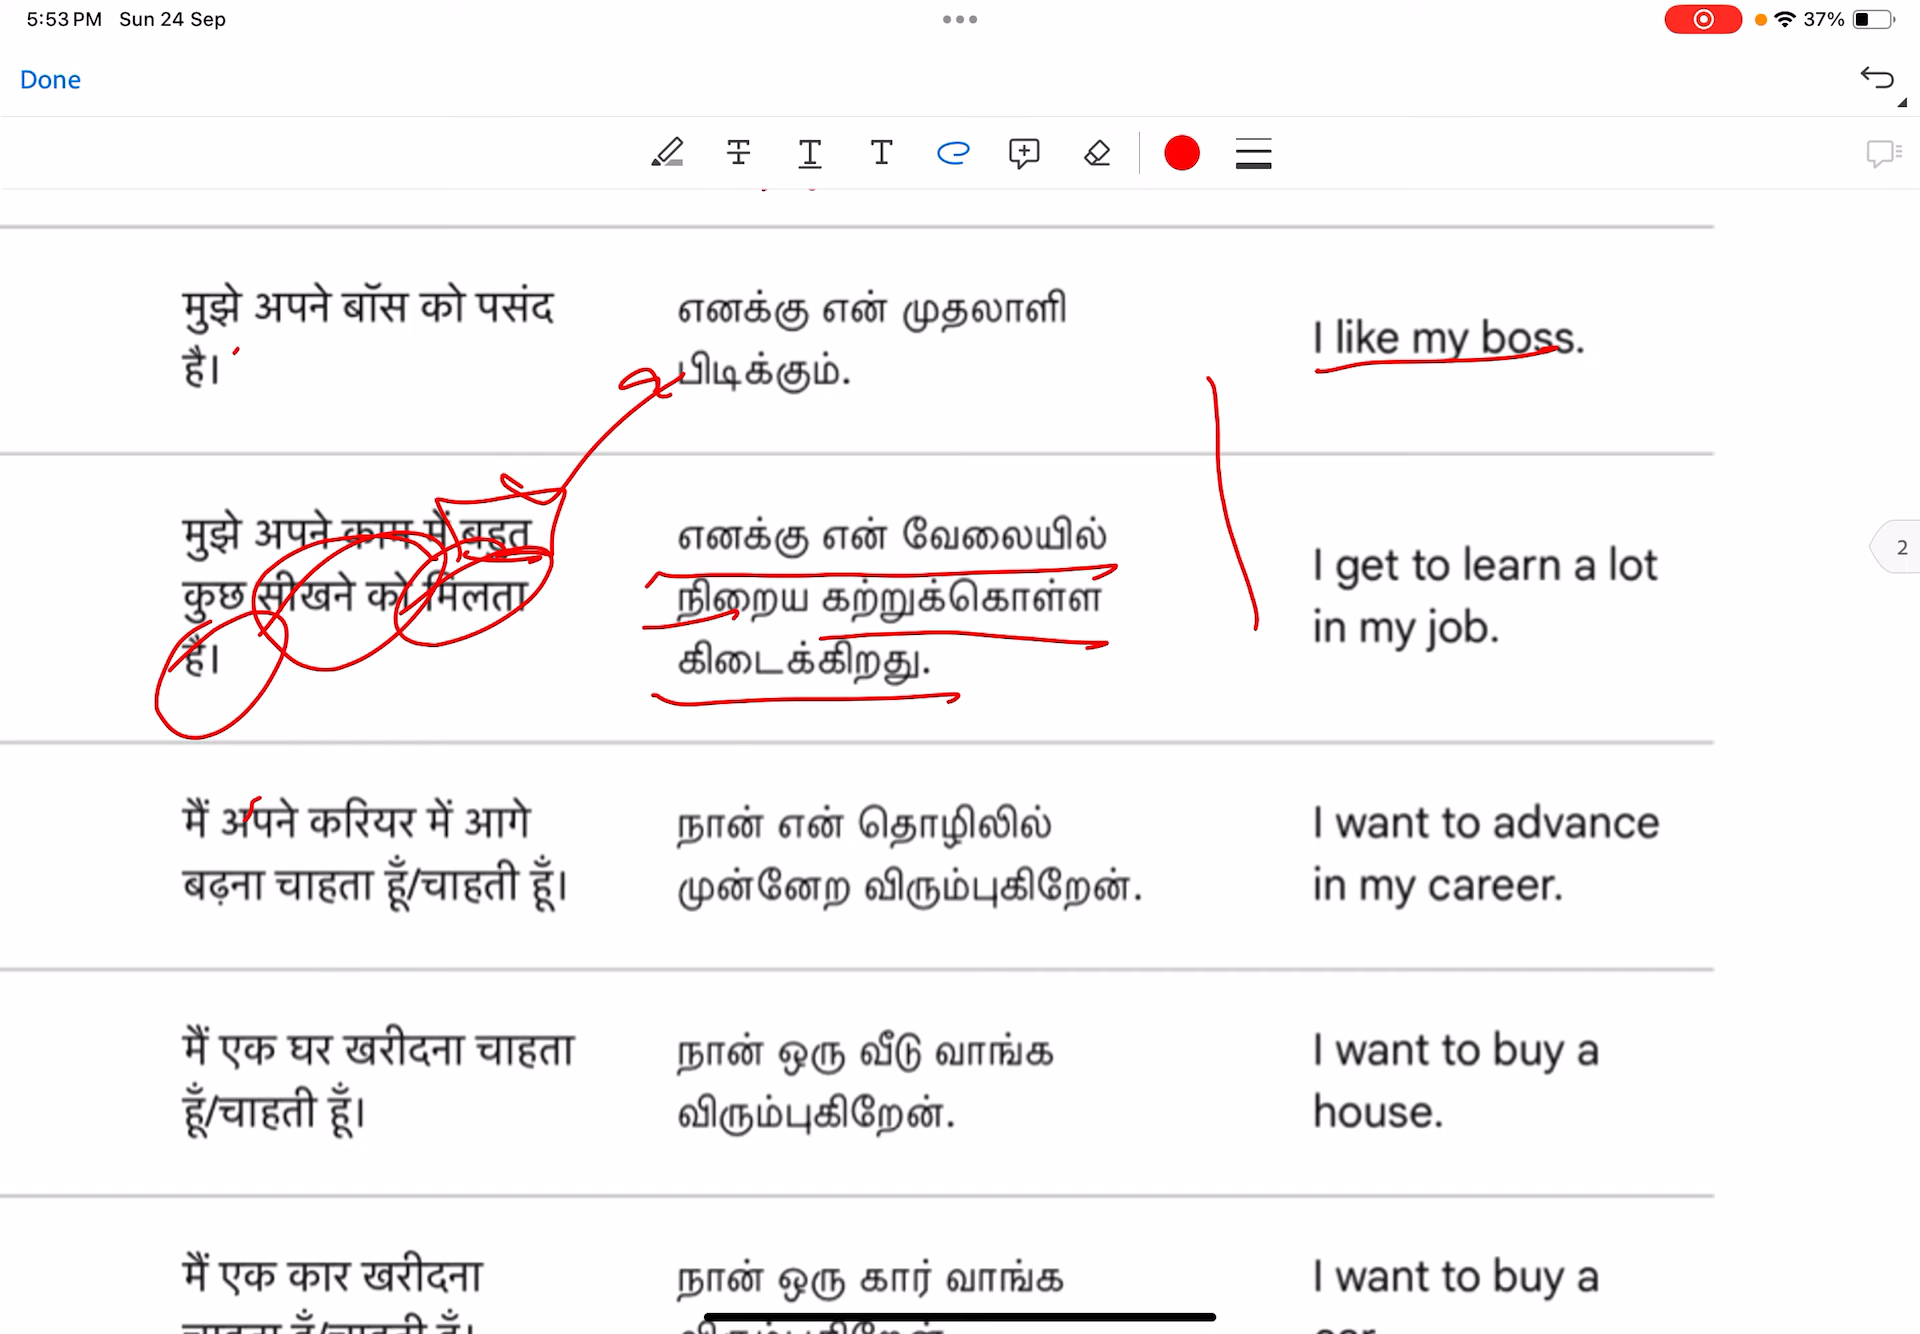 5:53 PM Sun 24 Sep
37%
Done
मुझे अपने बॉस को पसंद
है।
எனக்கு என் முதலாளி
பிடிக்கும்.
I like my boss.
मुझे अपने काम में बहुत
कुछ सीखने को मिलता
है।
எனக்கு என் வேலையில்
நிறைய கற்றுக்கொள்ள
கிடைக்கிறது.
I get to learn a lot
in my job.
2
मैं अपने करियर में आगे
बढ़ना चाहता हूँ/चाहती हूँ।
நான் என் தொழிலில்
முன்னேற விரும்புகிறேன்.
I want to advance
in my career.
मैं एक घर खरीदना चाहता
हूँ/चाहती हूँ।
நான் ஒரு வீடு வாங்க
விரும்புகிறேன்.
I want to buy a
house.
मैं एक कार खरीदना
நான் ஒரு கார் வாங்க
I want to buy a